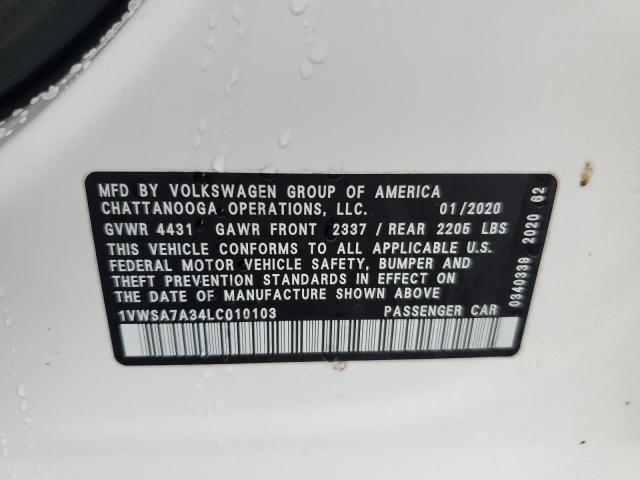 MFD BY VOLKSWAGEN GROUP OF AMERICA
CHATTANOOGA OPERATIONS, LLC. 01/2020
GVWR 4431 GAWR FRONT 2337 / REAR 2205 LBS
THIS VEHICLE CONFORMS TO ALL APPLICABLE U.S.
FEDERAL MOTOR VEHICLE SAFETY, BUMPER AND
THEFT PREVENTION STANDARDS IN EFFECT ON
THE DATE OF MANUFACTURE SHOWN ABOVE
1VWSA7A34LC010103 PASSENGER CAR
0340339 2020 62